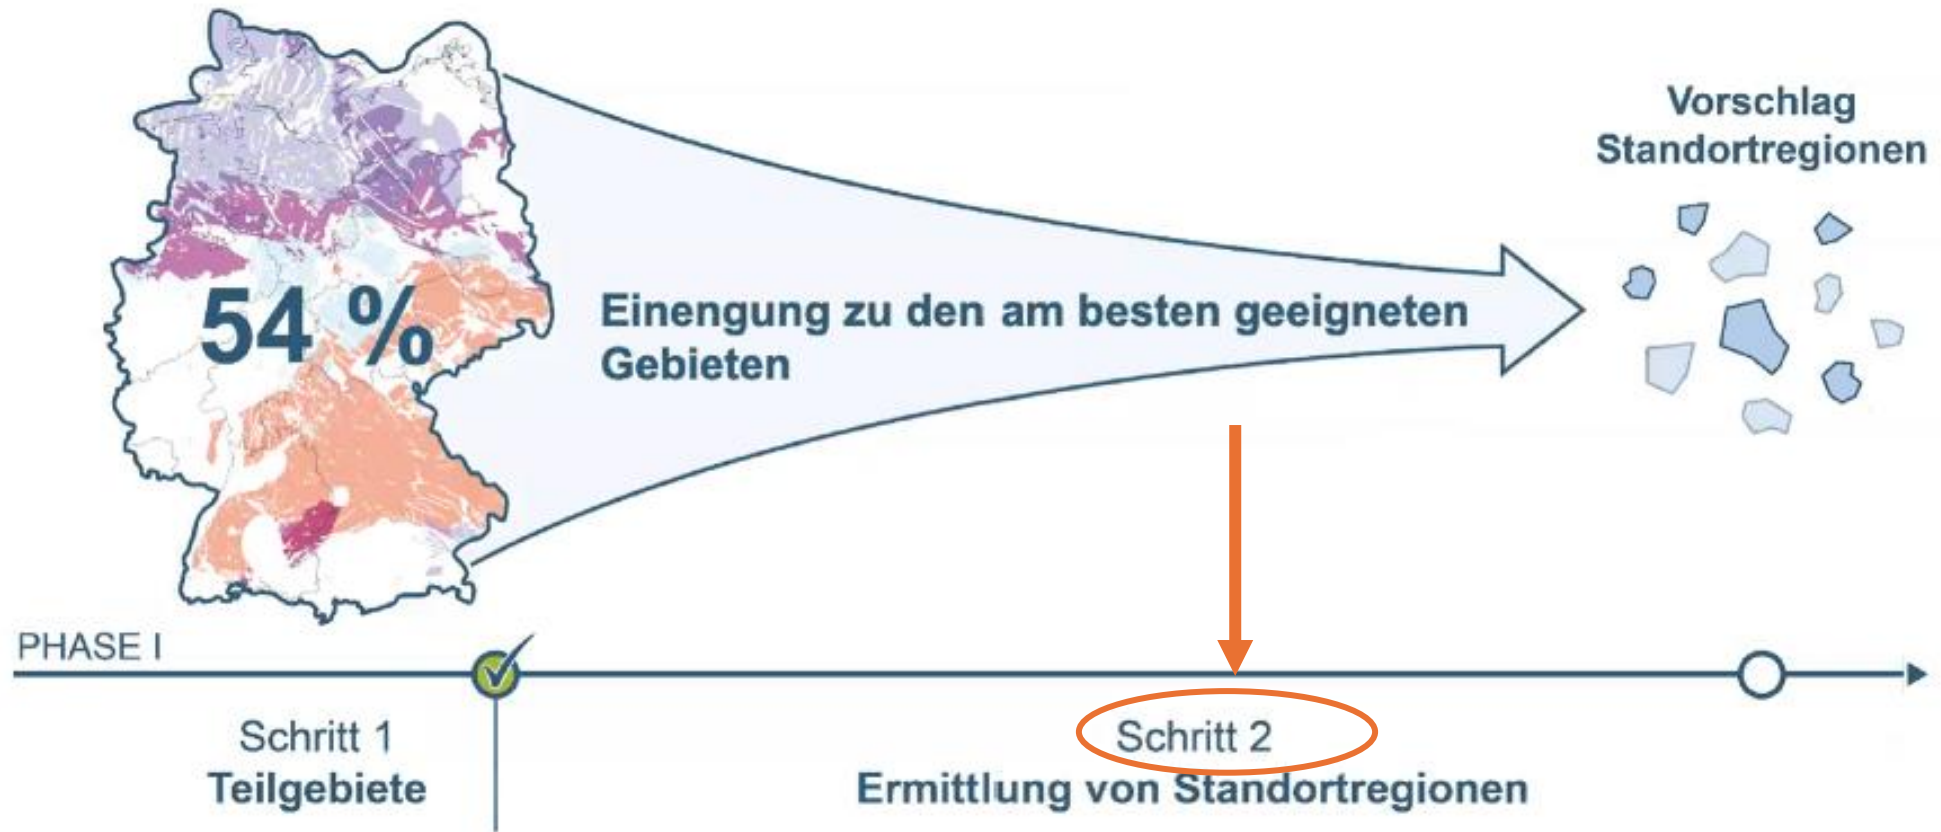 Vorschlag
Standortregionen
54 %
Einengung zu den am besten geeigneten
Gebieten
PHASE I
Schritt 1
Teilgebiete
Schritt 2
Ermittlung von Standortregionen